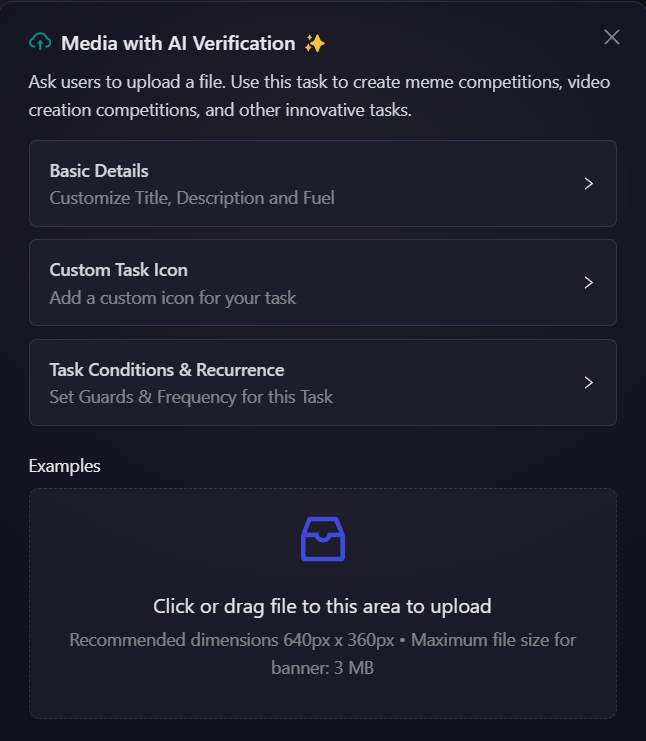 Media with AI Verification ✨
Ask users to upload a file. Use this task to create meme competitions, video
creation competitions, and other innovative tasks.
Basic Details
Customize Title, Description and Fuel
Custom Task Icon
Add a custom icon for your task
Task Conditions & Recurrence
Set Guards & Frequency for this Task
Examples
Click or drag file to this area to upload
Recommended dimensions 640px x 360px • Maximum file size for
banner: 3 MB